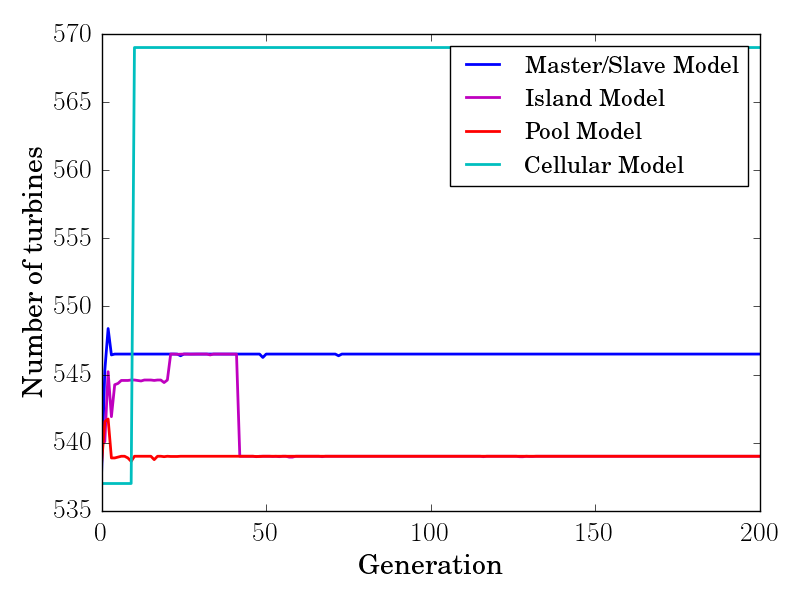 570
565
560
555
550
545
540
535
0
50
100
150
200
Number of turbines
Generation
Master/Slave Model
Island Model
Pool Model
Cellular Model